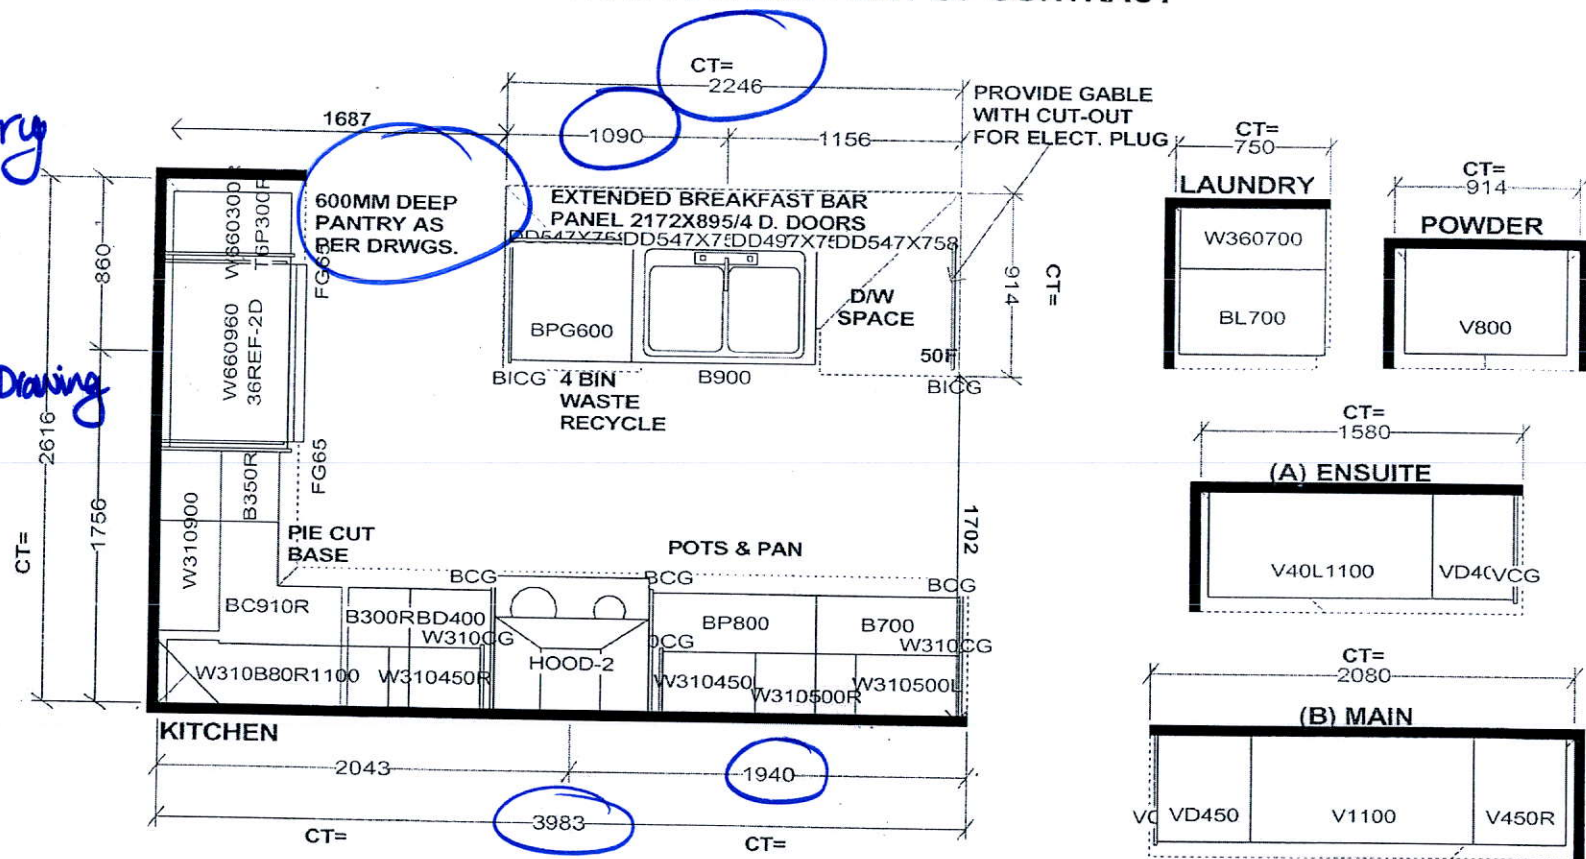 CT=
2246
1687
1090
1156
PROVIDE GABLE
WITH CUT-OUT
FOR ELECT. PLUG
600MM DEEP
PANTRY AS
PER DRWGS.
EXTENDED BREAKFAST BAR
PANEL 2172X895/4 D. DOORS
DD547X758
W660300R
T6P300R
FG65
860
W660960
36REF-2D
Drawing
2616
1756
CT=
BPG600
D/W
SPACE
50F
914
CT=
BICG
4 BIN
WASTE
RECYCLE
B900
BICG
FG65
B350R
W310900
PIE CUT
BASE
POTS & PAN
1702
BCG
BCG
BCG
BC910R
B300R
BD400
W310CG
BP800
B700
W310CG
HOOD-2
W310B80R1100
W310450R
W310450
W310500R
W310500L
KITCHEN
2043
1940
3983
CT=
CT=
CT=
750
LAUNDRY
W360700
BL700
CT=
914
POWDER
V800
CT=
1580
(A) ENSUITE
V40L1100
VCG
CT=
2080
(B) MAIN
VD450
V1100
V450R